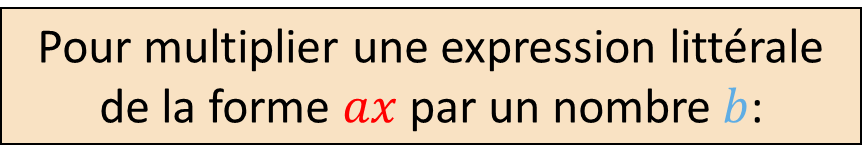 Pour multiplier une expression littérale
de la forme ax par un nombre b: